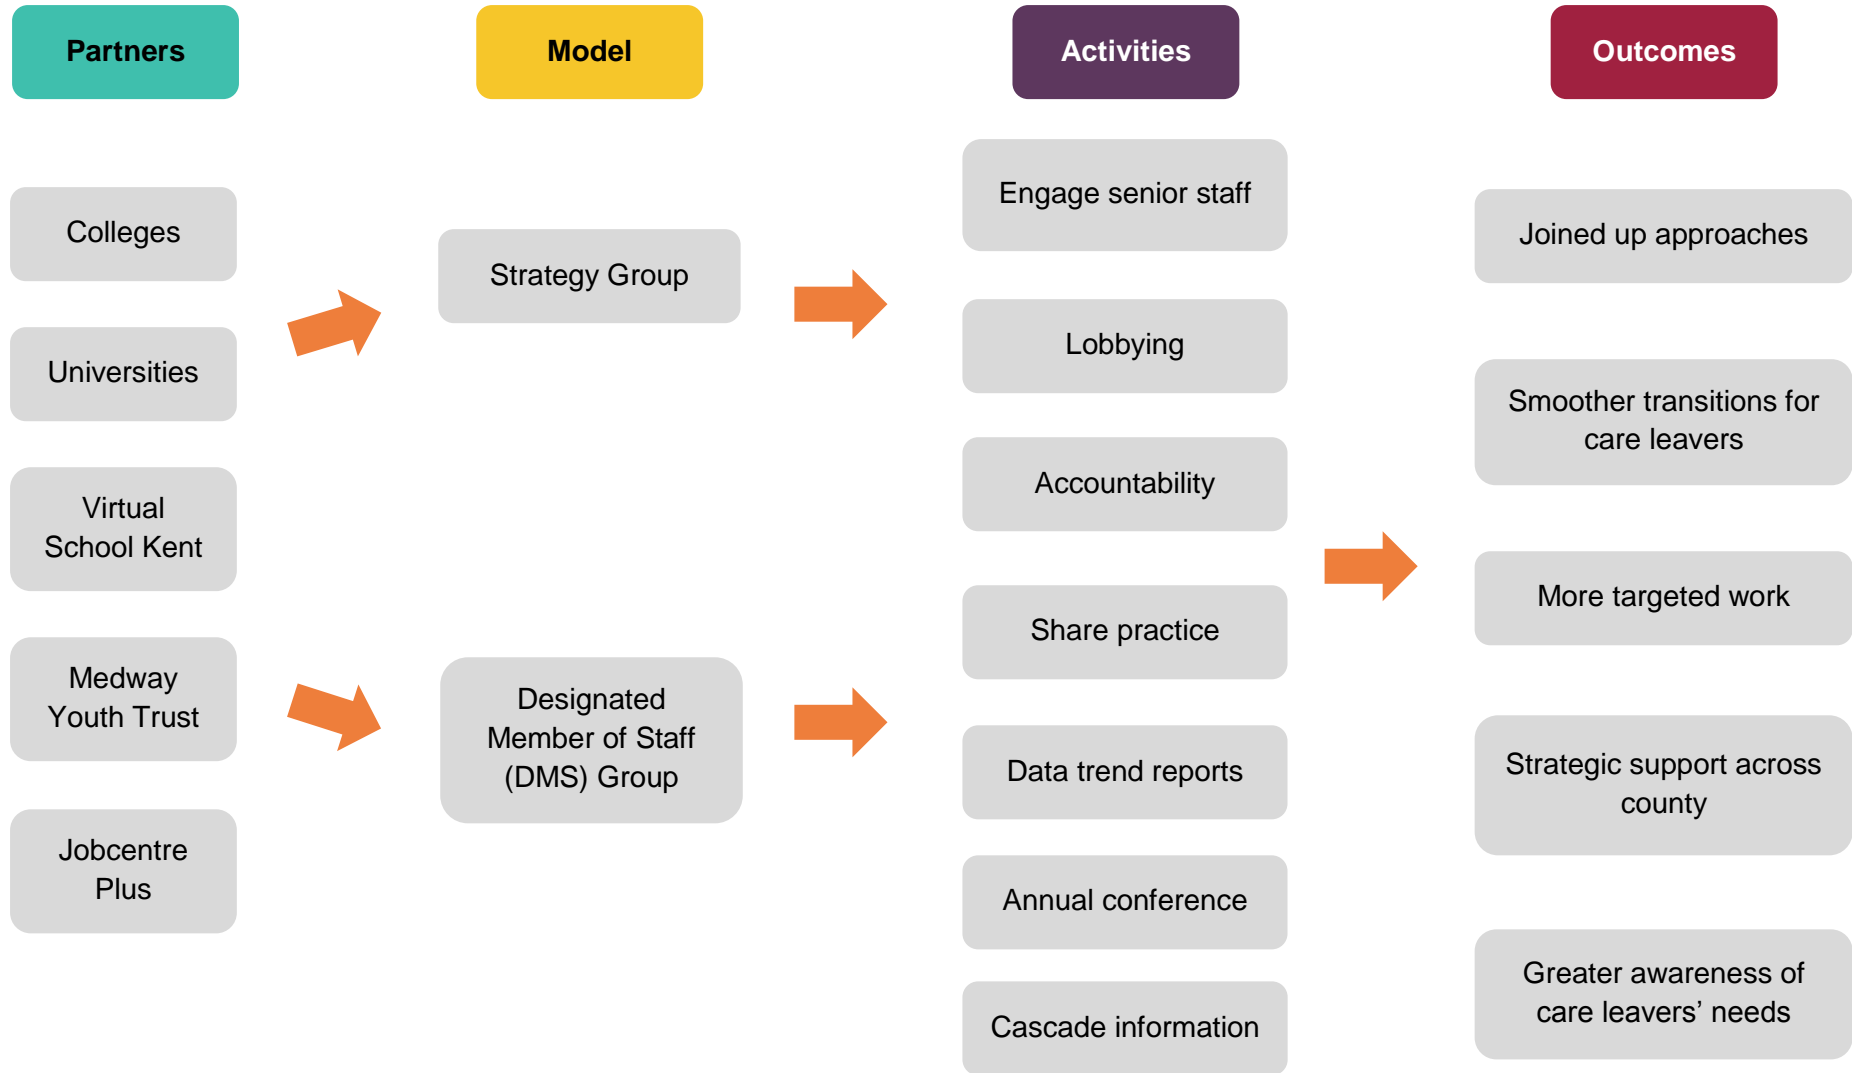 Partners
Model
Activities
Outcomes
Colleges
Universities
Virtual
School Kent
Medway
Youth Trust
Jobcentre
Plus
Strategy Group
Designated
Member of Staff
(DMS) Group
Engage senior staff
Lobbying
Accountability
Share practice
Data trend reports
Annual conference
Cascade information
Joined up approaches
Smoother transitions for
care leavers
More targeted work
Strategic support across
county
Greater awareness of
care leavers’ needs